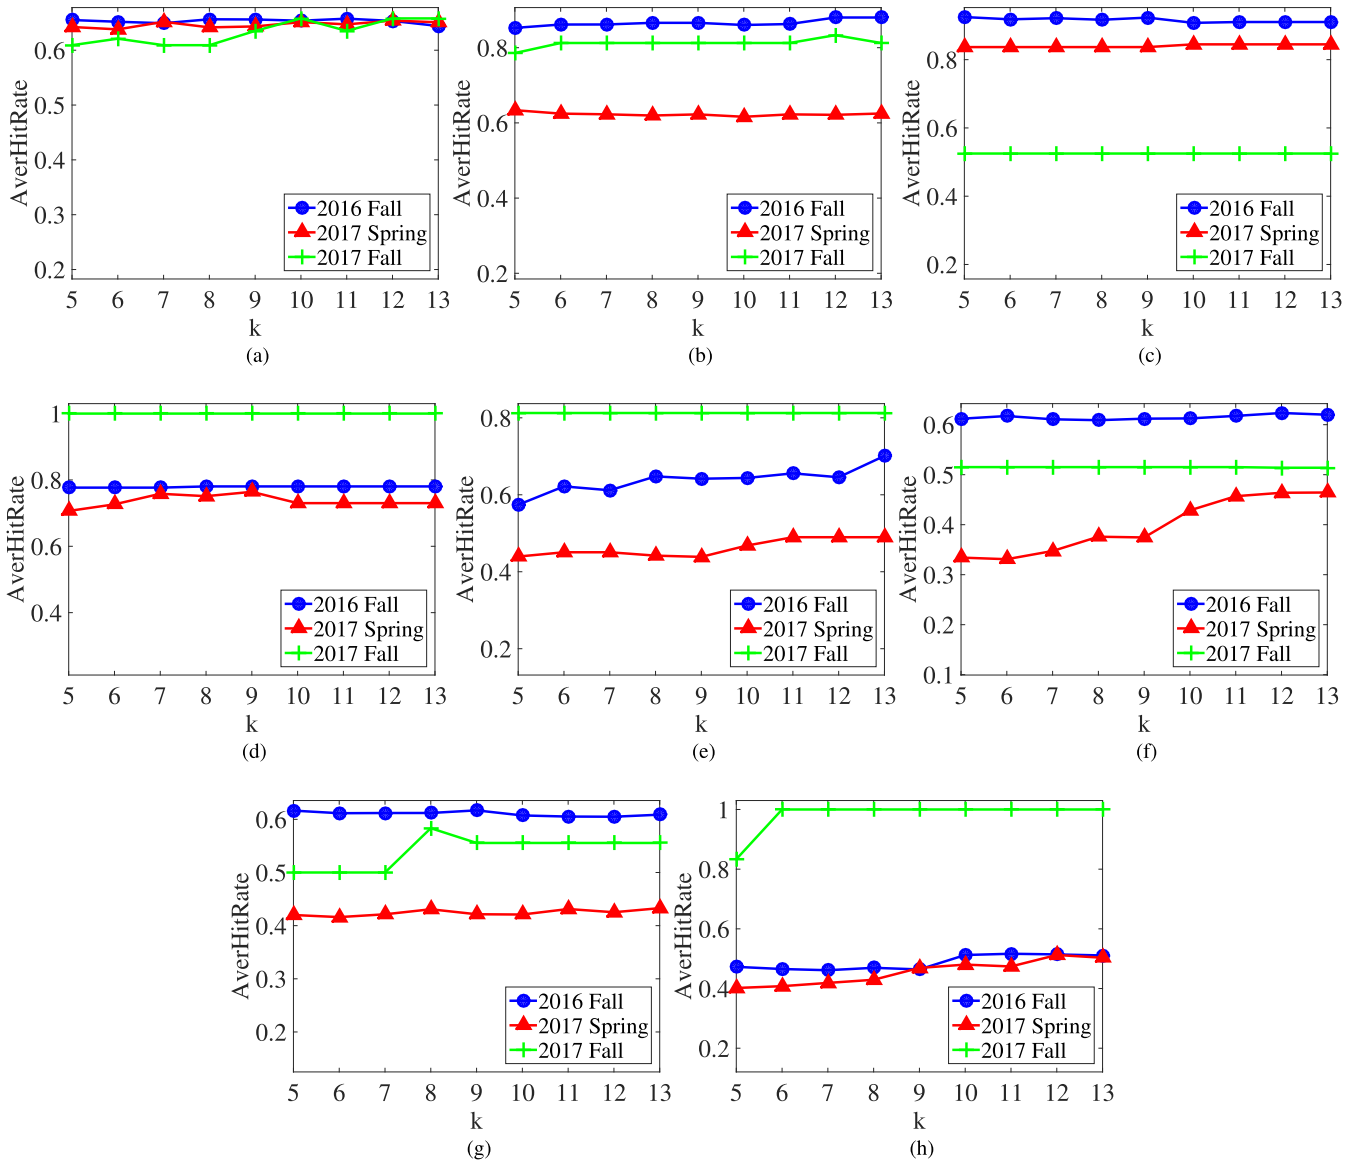 AverHitRate
0.6
0.5
0.4
0.3
0.2
2016 Fall
2017 Spring
2017 Fall
5 6 7 8 9 10 11 12 13
k
(a)
AverHitRate
0.8
0.6
0.4
0.2
2016 Fall
2017 Spring
2017 Fall
5 6 7 8 9 10 11 12 13
k
(b)
AverHitRate
0.8
0.6
0.4
0.2
2016 Fall
2017 Spring
2017 Fall
5 6 7 8 9 10 11 12 13
k
(c)
AverHitRate
1
0.8
0.6
0.4
2016 Fall
2017 Spring
2017 Fall
5 6 7 8 9 10 11 12 13
k
(d)
AverHitRate
0.8
0.6
0.4
0.2
2016 Fall
2017 Spring
2017 Fall
5 6 7 8 9 10 11 12 13
k
(e)
AverHitRate
0.6
0.5
0.4
0.3
0.2
0.1
2016 Fall
2017 Spring
2017 Fall
5 6 7 8 9 10 11 12 13
k
(f)
AverHitRate
0.6
0.5
0.4
0.3
0.2
2016 Fall
2017 Spring
2017 Fall
5 6 7 8 9 10 11 12 13
k
(g)
AverHitRate
1
0.8
0.6
0.4
0.2
2016 Fall
2017 Spring
2017 Fall
5 6 7 8 9 10 11 12 13
k
(h)